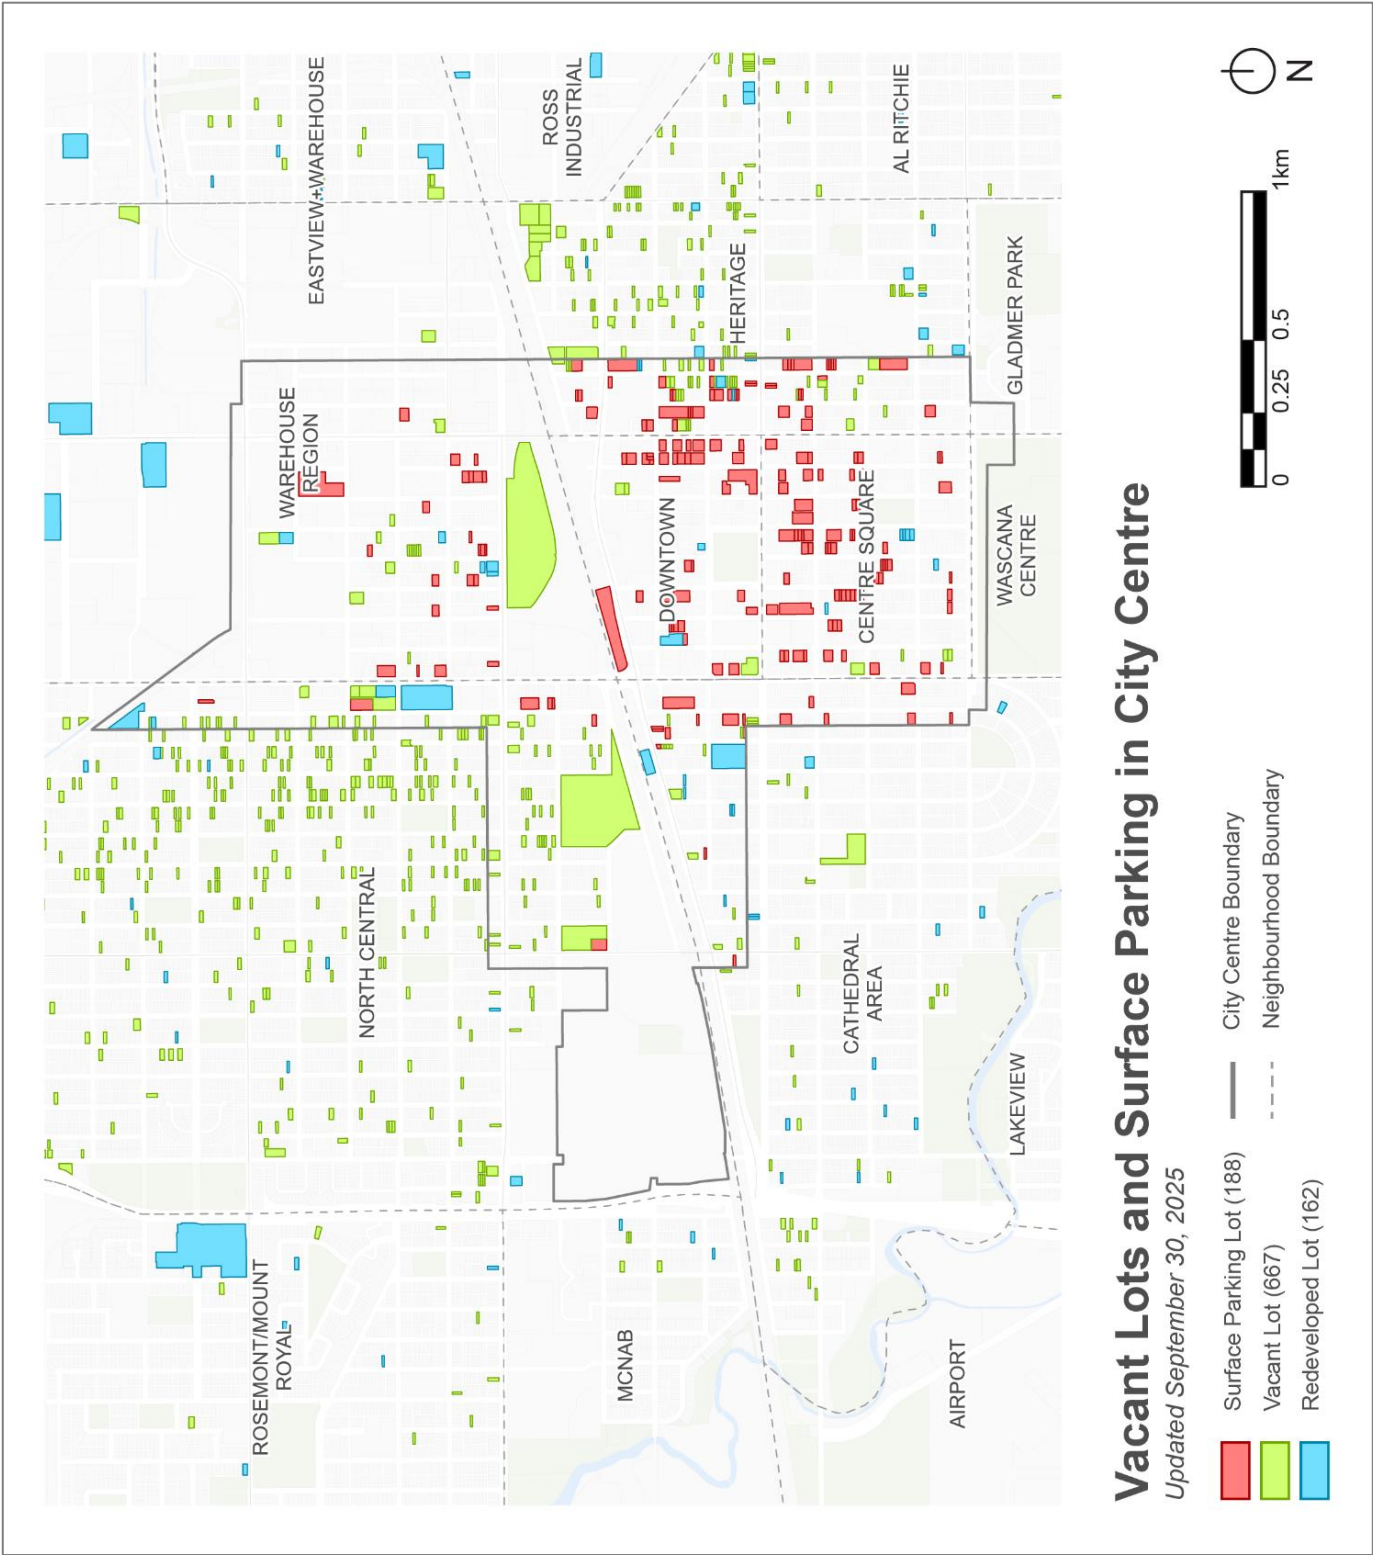 EASTVIEW+WAREHOUSE
ROSS
INDUSTRIAL
AL RITCHIE
WAREHOUSE
REGION
HERITAGE
GLADMER PARK
DOWNTOWN
CENTRE SQUARE
WASCANA
CENTRE
NORTH CENTRAL
CATHEDRAL
AREA
LAKEVIEW
ROSEMONT/MOUNT
ROYAL
MCNAB
AIRPORT
Vacant Lots and Surface Parking in City Centre
Updated September 30, 2025
Surface Parking Lot (188)
Vacant Lot (667)
Redeveloped Lot (162)
City Centre Boundary
Neighbourhood Boundary
0
0.25
0.5
1km
N